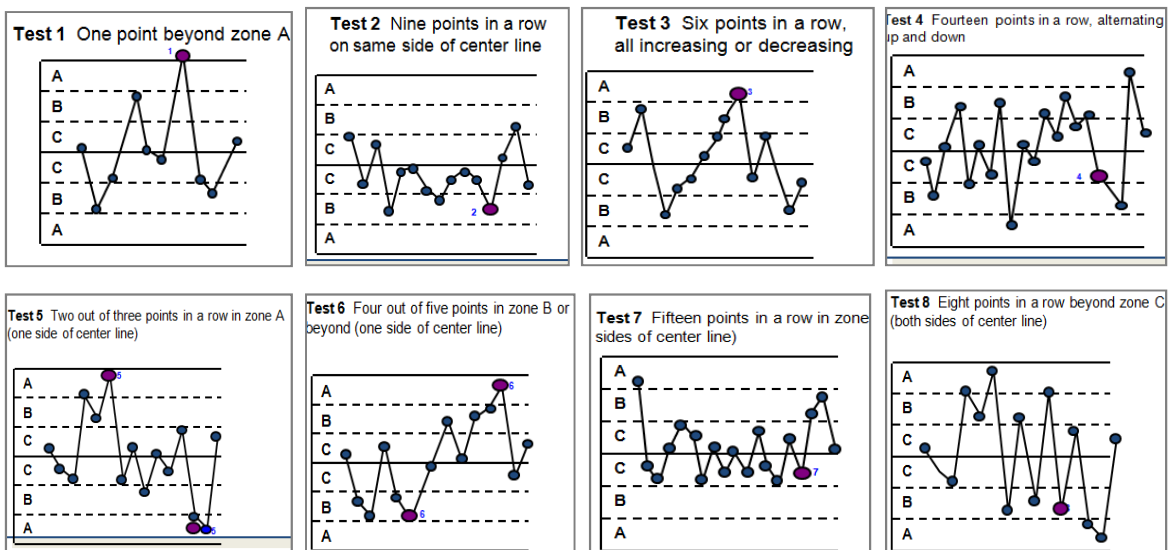 Test 1 One point beyond zone A
1
A
B
C
C
B
A
Test 2 Nine points in a row
on same side of center line
A
B
C
C
B
2
A
Test 3 Six points in a row,
all increasing or decreasing
A
3
B
C
C
B
A
Test 4 Fourteen points in a row, alternating
up and down
A
B
C
C
4
B
A
Test 5 Two out of three points in a row in zone A
(one side of center line)
A
5
B
C
C
B
A
5
Test 6 Four out of five points in zone B or
beyond (one side of center line)
A
6
B
C
C
B
6
A
Test 7 Fifteen points in a row in zone
sides of center line)
A
B
C
C
7
B
A
Test 8 Eight points in a row beyond zone C
(both sides of center line)
A
B
C
C
B
A